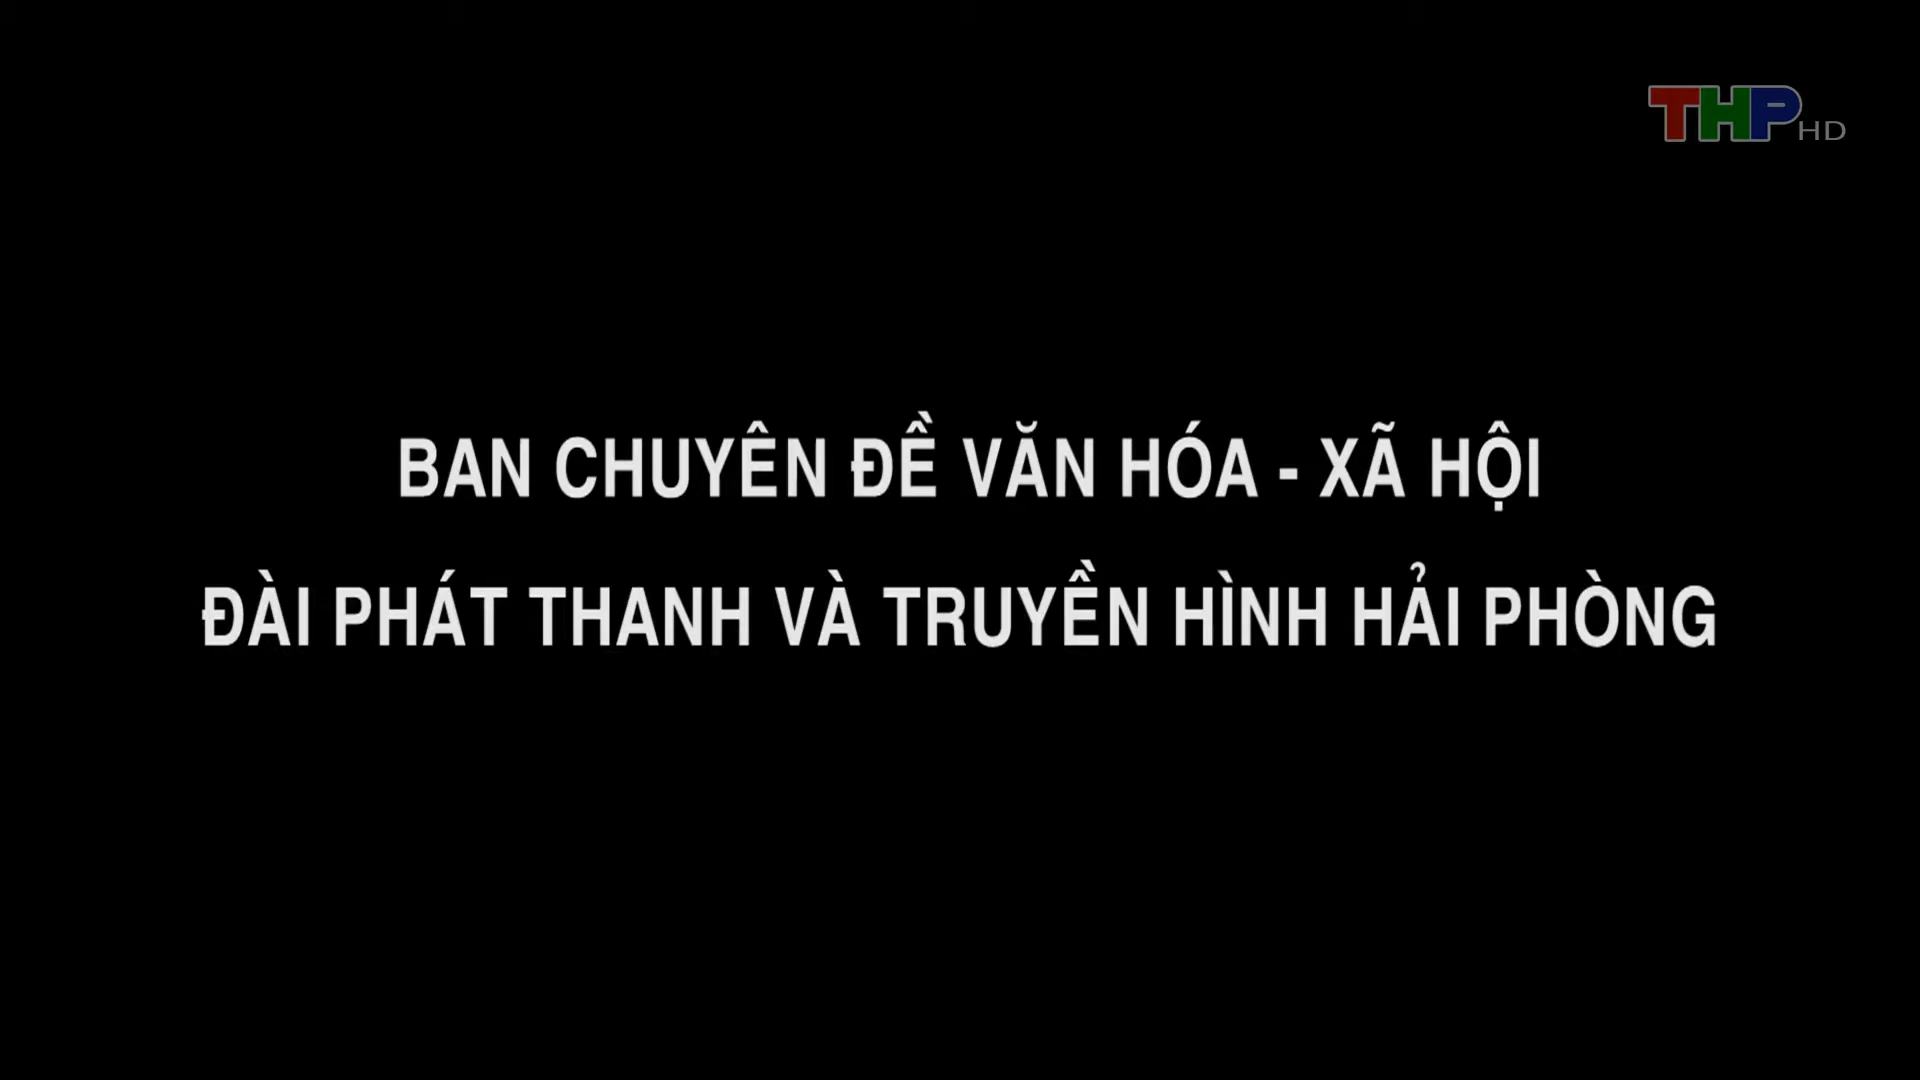 THP HD
BAN CHUYÊN ĐỀ VĂN HÓA - XÃ HỘI
ĐÀI PHÁT THANH VÀ TRUYỀN HÌNH HẢI PHÒNG